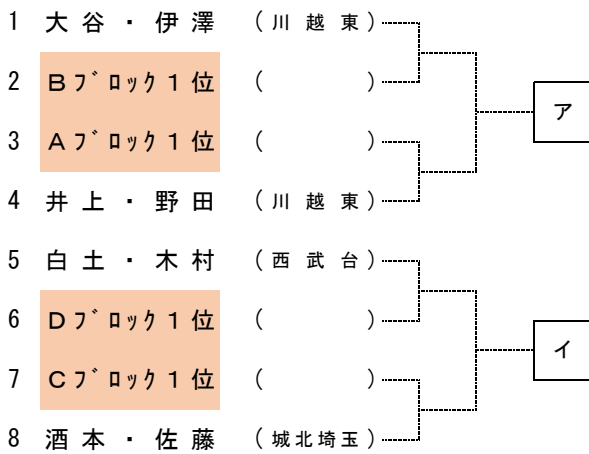 1 大谷・伊澤 （川越東）
2 Bブロック1位 （ ）
ア
3 Aブロック1位 （ ）
4 井上・野田 （川越東）
5 白土・木村 （西武台）
6 Dブロック1位 （ ）
イ
7 Cブロック1位 （ ）
8 酒本・佐藤 （城北埼玉）